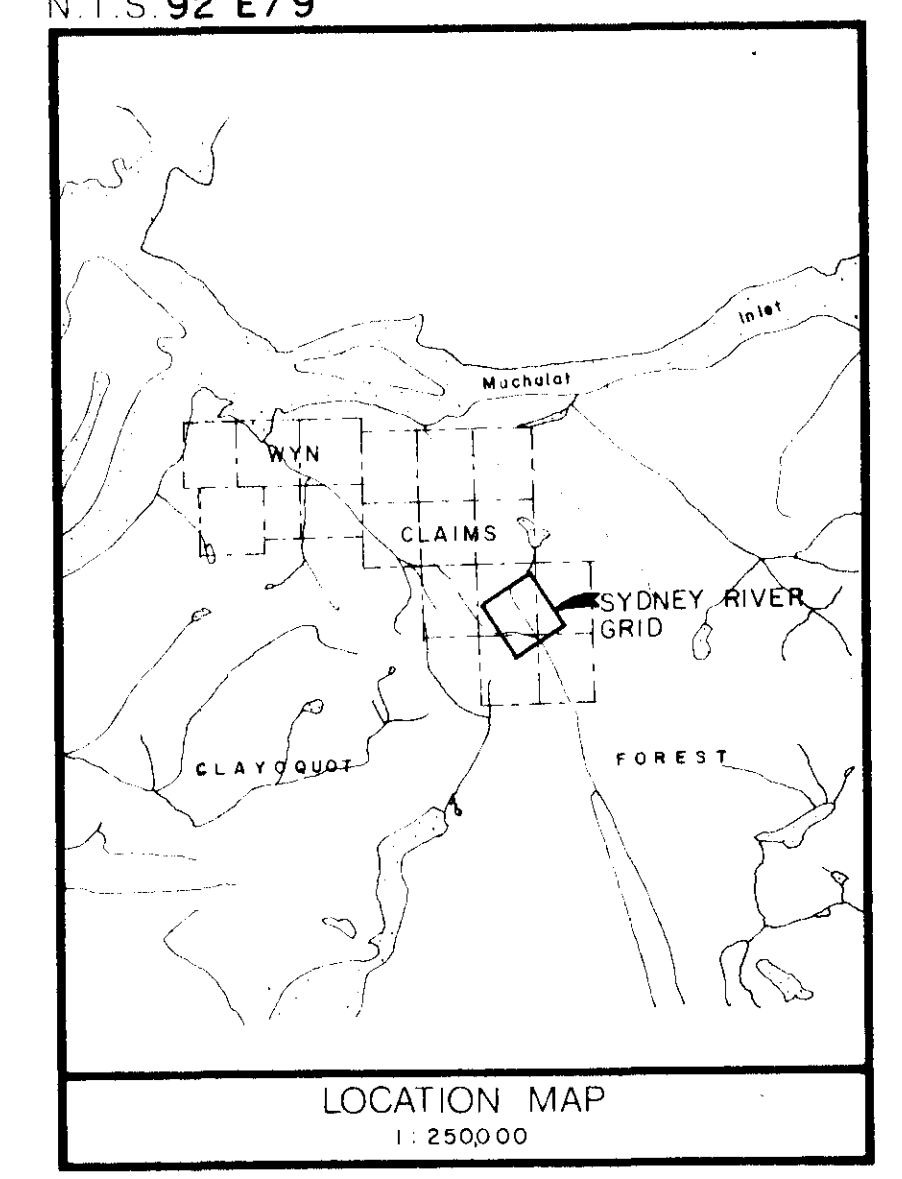 N.T.S. 92 E/9
Inlet
Muchalat
WYN
CLAIMS
SYDNEY RIVER
GRID
CLAYOQUOT
FOREST
LOCATION MAP
1 : 250,000